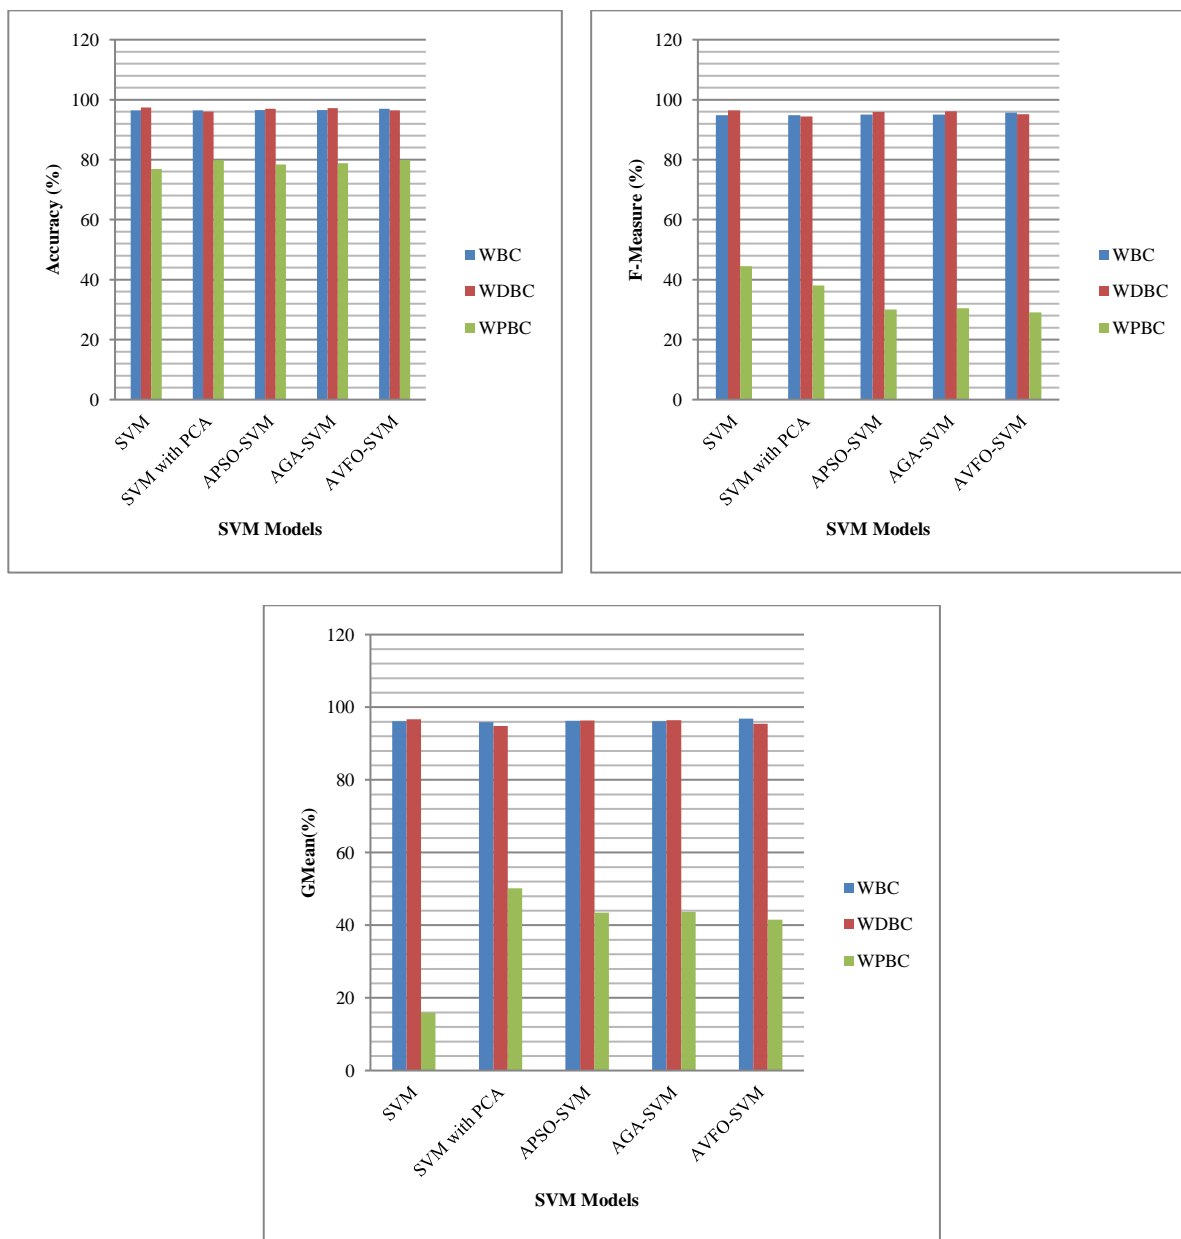 120
100
80
60
40
20
0
Accuracy (%)
SVM
SVM with PCA
APSO-SVM
AGA-SVM
AVFO-SVM
SVM Models
WBC
WDBC
WPBC
120
100
80
60
40
20
0
F-Measure (%)
SVM
SVM with PCA
APSO-SVM
AGA-SVM
AVFO-SVM
SVM Models
WBC
WDBC
WPBC
120
100
80
60
40
20
0
GMean(%)
SVM
SVM with PCA
APSO-SVM
AGA-SVM
AVFO-SVM
SVM Models
WBC
WDBC
WPBC